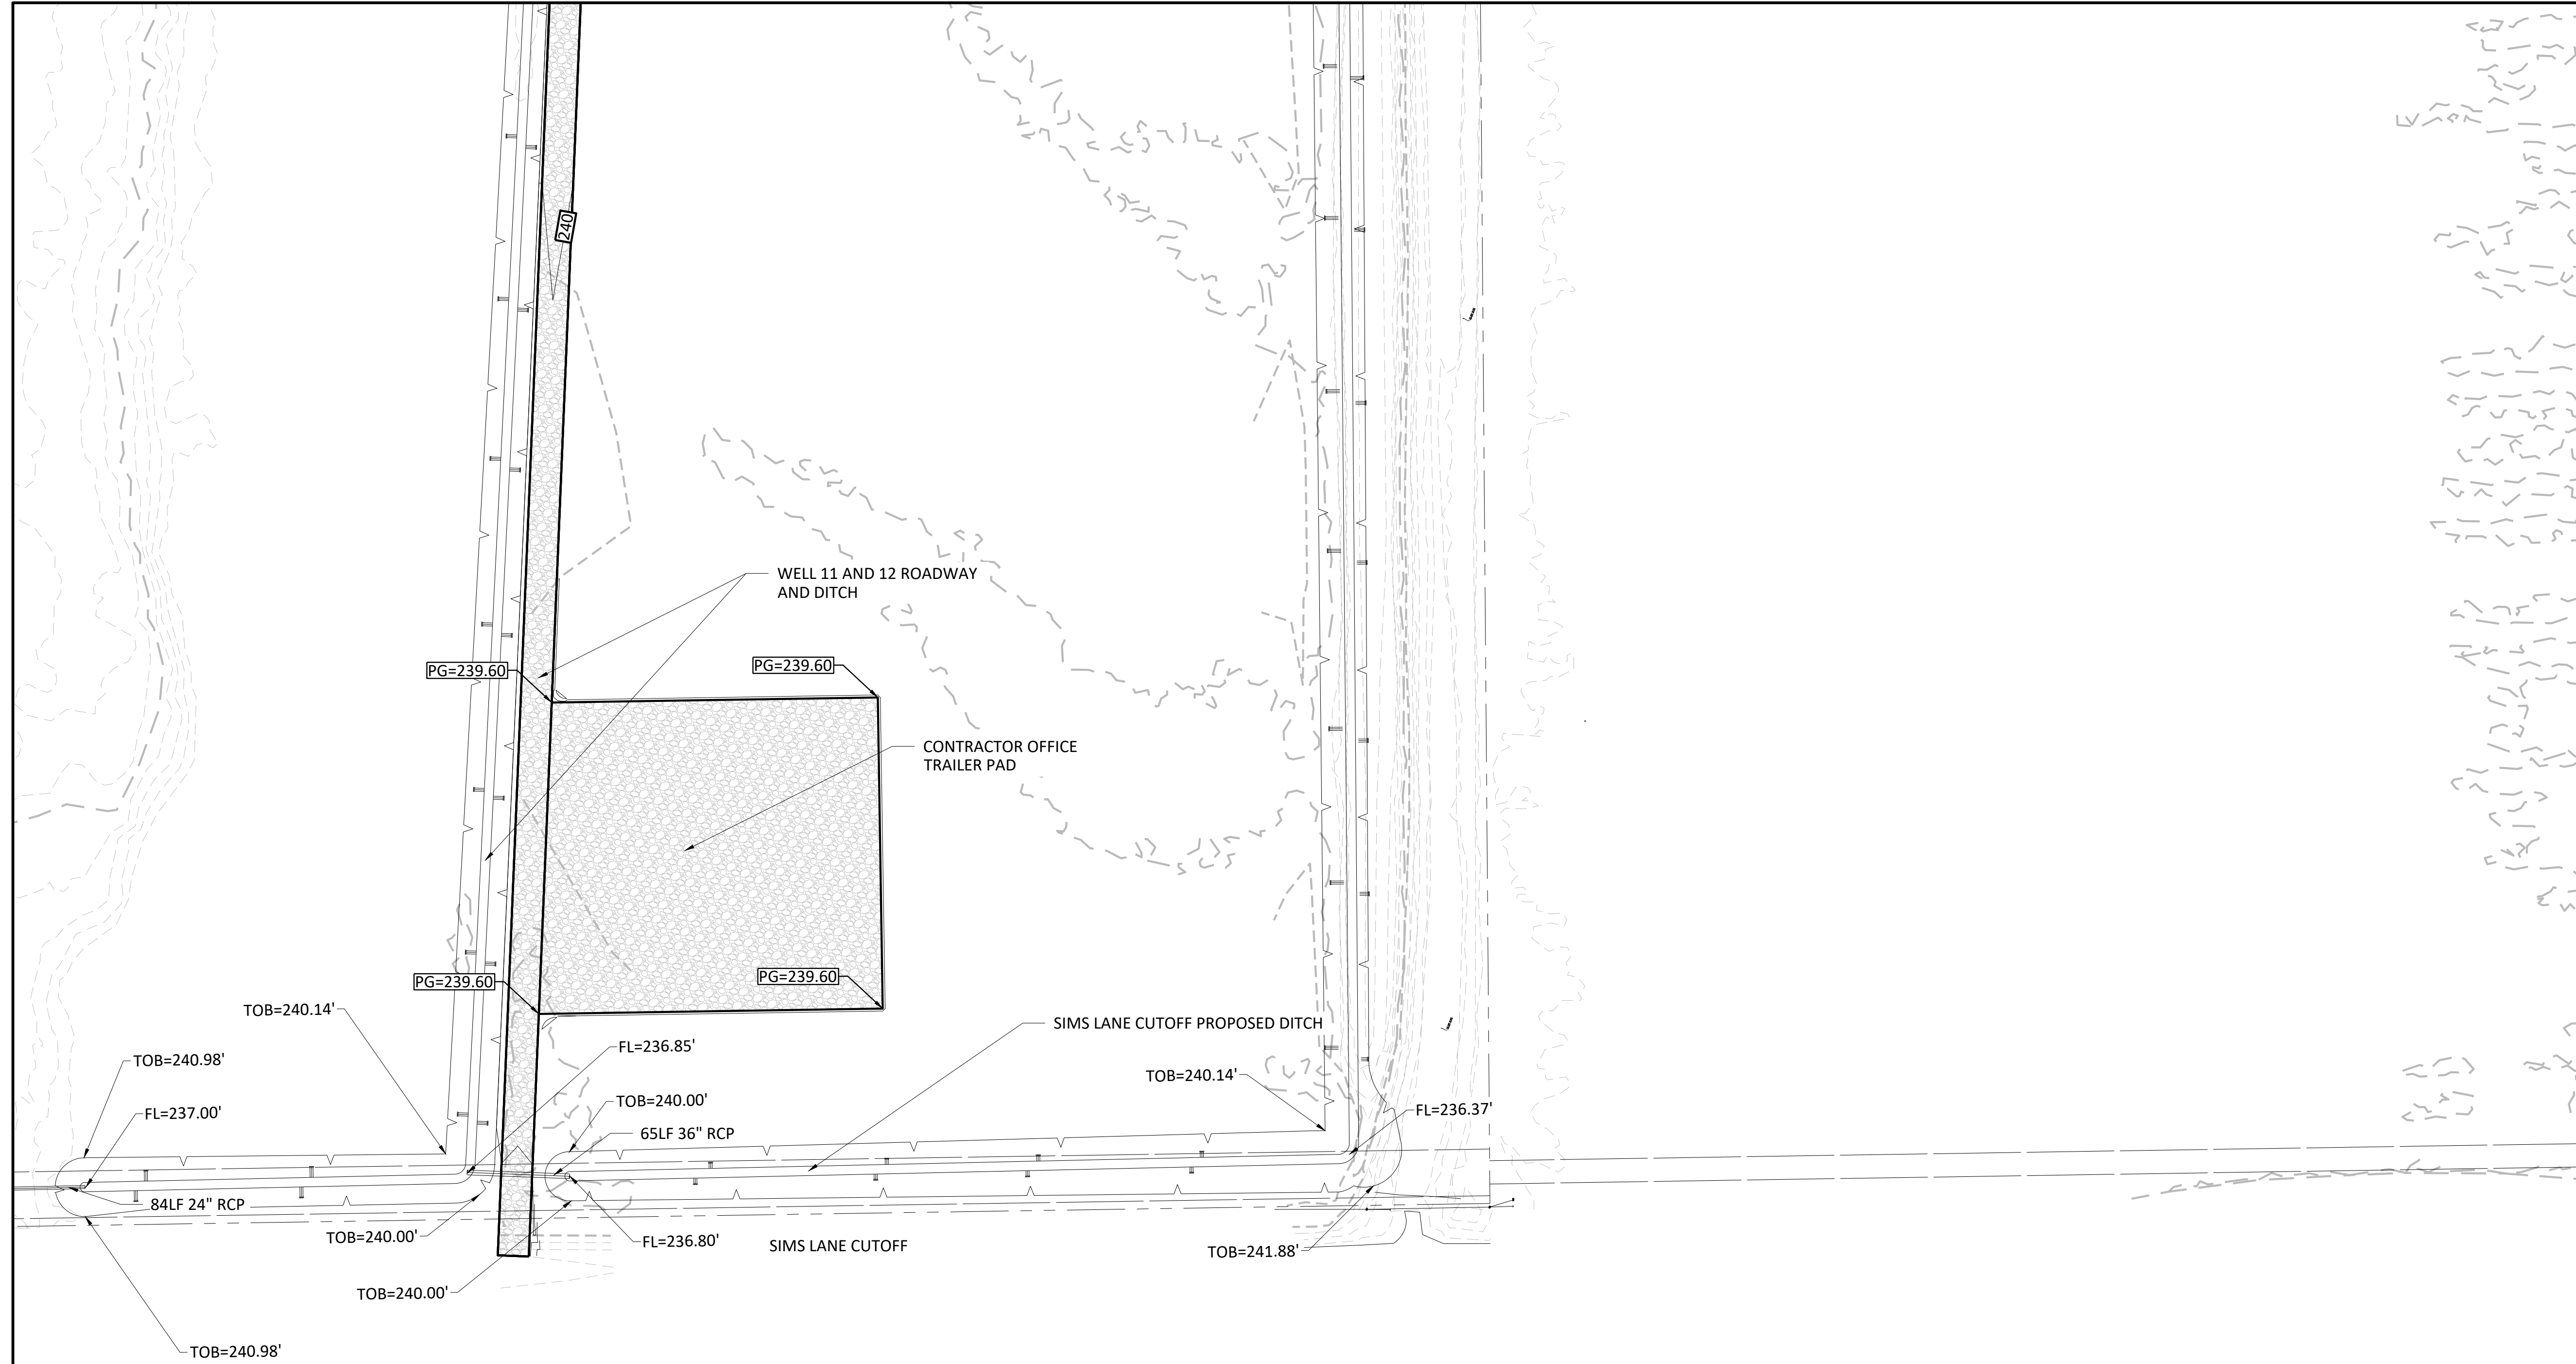 240
WELL 11 AND 12 ROADWAY
AND DITCH
PG=239.60
PG=239.60
CONTRACTOR OFFICE
TRAILER PAD
PG=239.60
PG=239.60
TOB=240.14'
SIMS LANE CUTOFF PROPOSED DITCH
FL=236.85'
TOB=240.98'
TOB=240.14'
TOB=240.00'
FL=237.00'
FL=236.37'
65LF 36" RCP
84LF 24" RCP
TOB=240.00'
FL=236.80'
SIMS LANE CUTOFF
TOB=241.88'
TOB=240.00'
TOB=240.98'